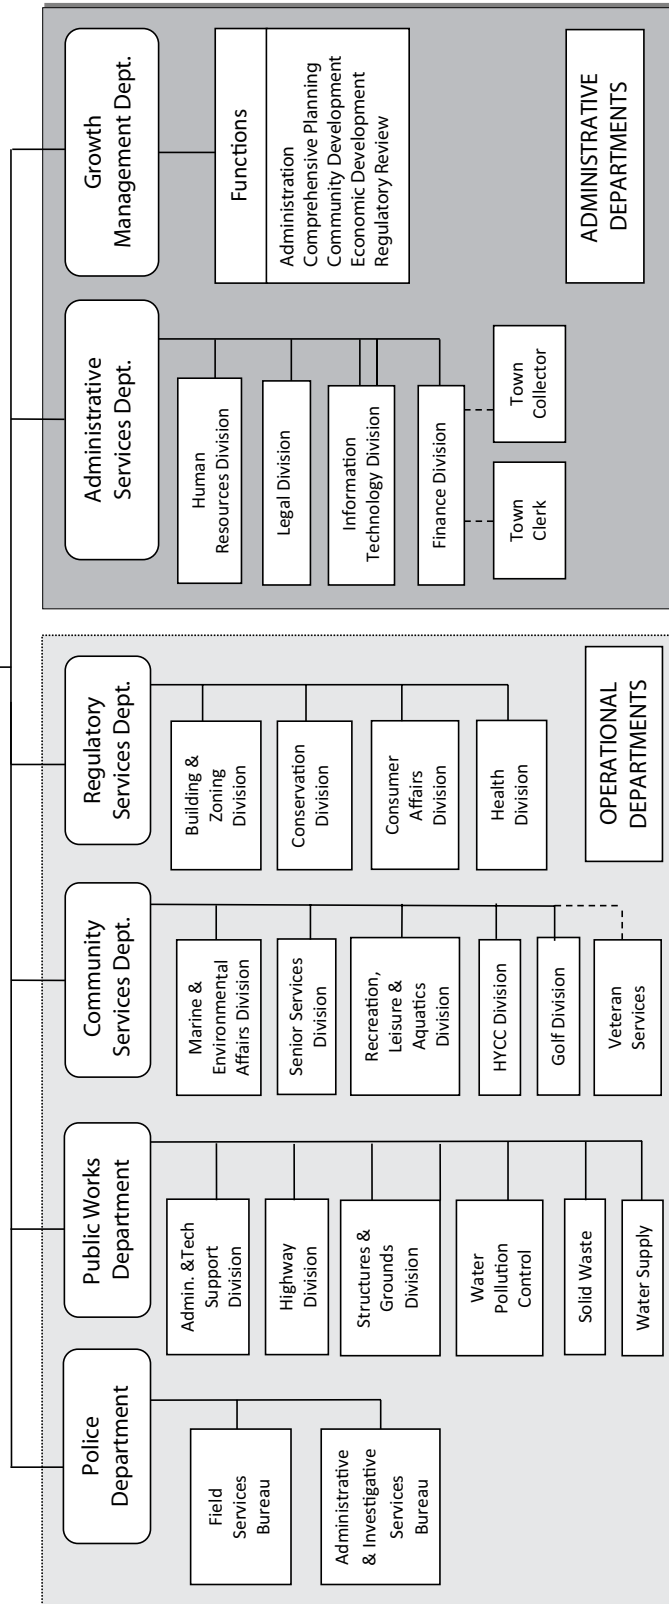 Police
Department
Field
Services
Bureau
Administrative
& Investigative
Services
Bureau
Public Works
Department
Admin. &Tech
Support
Division
Highway
Division
Structures &
Grounds
Division
Water
Pollution
Control
Solid Waste
Water Supply
Community
Services Dept.
Marine &
Environmental
Affairs Division
Senior Services
Division
Recreation,
Leisure &
Aquatics
Division
HYCC Division
Golf Division
Veteran
Services
Regulatory
Services Dept.
Building &
Zoning
Division
Conservation
Division
Consumer
Affairs
Division
Health
Division
OPERATIONAL
DEPARTMENTS
Administrative
Services Dept.
Human
Resources Division
Legal Division
Information
Technology Division
Finance Division
Town
Clerk
Town
Collector
Growth
Management Dept.
Functions
Administration
Comprehensive Planning
Community Development
Economic Development
Regulatory Review
ADMINISTRATIVE
DEPARTMENTS